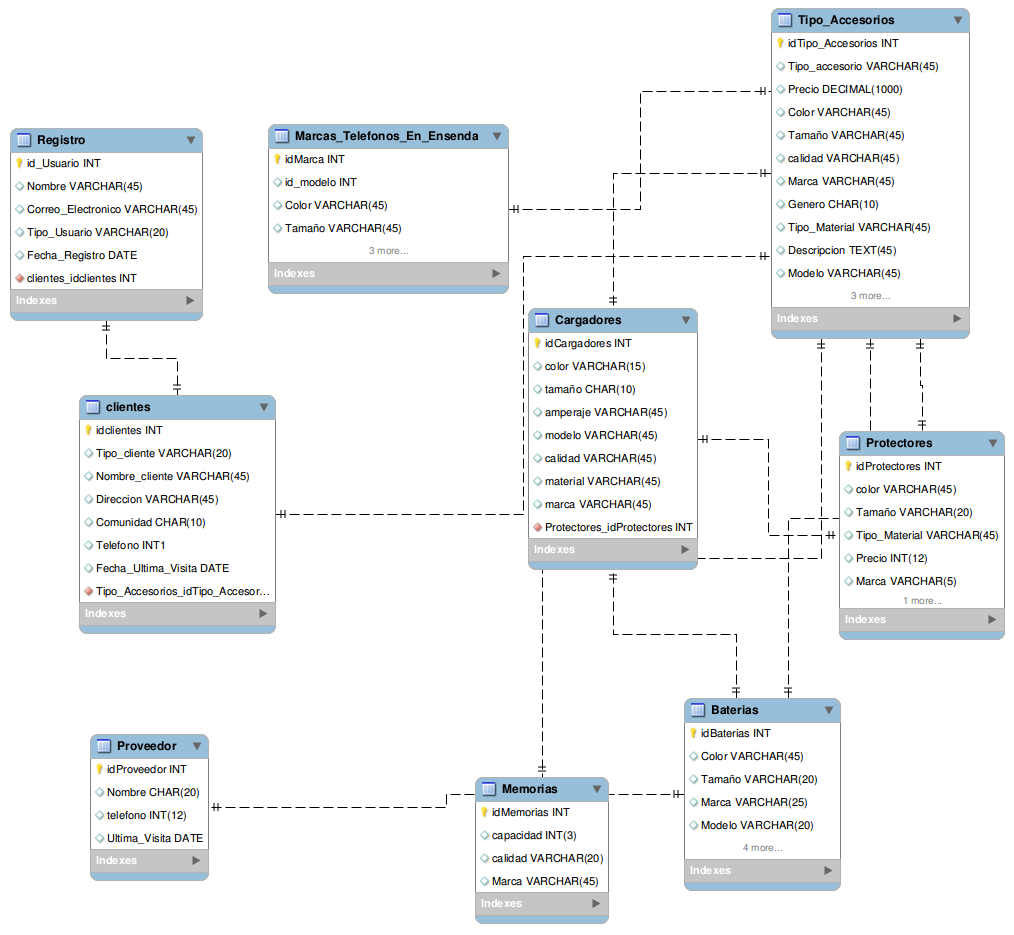 Tipo_Accesorios
idTipo_Accesorios INT
Tipo_accesorio VARCHAR(45)
Precio DECIMAL(1000)
Color VARCHAR(45)
Tamaño VARCHAR(45)
calidad VARCHAR(45)
Marca VARCHAR(45)
Genero CHAR(10)
Tipo_Material VARCHAR(45)
Descripcion TEXT(45)
Modelo VARCHAR(45)
3 more...
Indexes
Registro
id_Usuario INT
Nombre VARCHAR(45)
Correo_Electronico VARCHAR(45)
Tipo_Usuario VARCHAR(20)
Fecha_Registro DATE
clientes_idclientes INT
Indexes
Marcas_Telefonos_En_Ensenda
idMarca INT
id_modelo INT
Color VARCHAR(45)
Tamaño VARCHAR(45)
3 more...
Indexes
Cargadores
idCargadores INT
color VARCHAR(15)
tamaño CHAR(10)
amperaje VARCHAR(45)
modelo VARCHAR(45)
calidad VARCHAR(45)
material VARCHAR(45)
marca VARCHAR(45)
Protectores_idProtectores INT
Indexes
clientes
idclientes INT
Tipo_cliente VARCHAR(20)
Nombre_cliente VARCHAR(45)
Direccion VARCHAR(45)
Comunidad CHAR(10)
Telefono INT1
Fecha_Ultima_Visita DATE
Tipo_Accesorios_idTipo_Accesor...
Indexes
Protectores
idProtectores INT
color VARCHAR(45)
Tamaño VARCHAR(20)
Tipo_Material VARCHAR(45)
Precio INT(12)
Marca VARCHAR(5)
1 more...
Indexes
Baterias
idBaterias INT
Color VARCHAR(45)
Tamaño VARCHAR(20)
Marca VARCHAR(25)
Modelo VARCHAR(20)
4 more...
Indexes
Proveedor
idProveedor INT
Nombre CHAR(20)
telefono INT(12)
Ultima_Visita DATE
Indexes
Memorias
idMemorias INT
capacidad INT(3)
calidad VARCHAR(20)
Marca VARCHAR(45)
Indexes